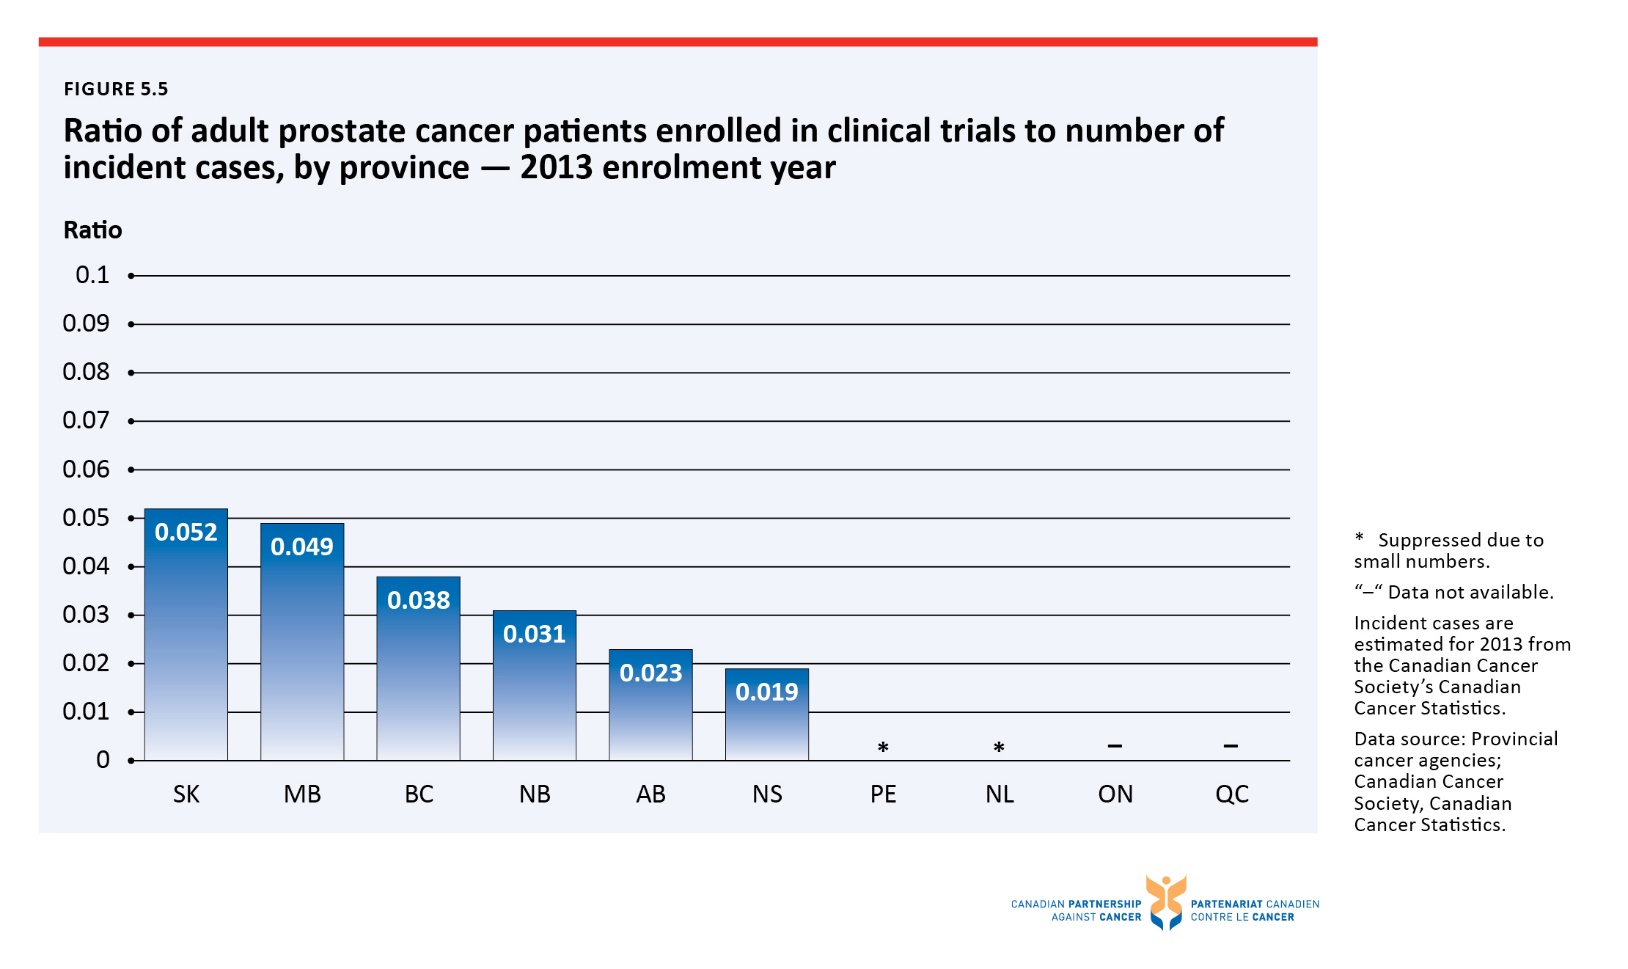 FIGURE 5.5
Ratio of adult prostate cancer patients enrolled in clinical trials to number of
incident cases, by province — 2013 enrolment year
Ratio
0.1
0.09
0.08
0.07
0.06
0.05
0.04
0.03
0.02
0.01
0
0.052
0.049
0.038
0.031
0.023
0.019
*
*
–
–
SK
MB
BC
NB
AB
NS
PE
NL
ON
QC
* Suppressed due to
small numbers.
“–“ Data not available.
Incident cases are
estimated for 2013 from
the Canadian Cancer
Society’s Canadian
Cancer Statistics.
Data source: Provincial
cancer agencies;
Canadian Cancer
Society, Canadian
Cancer Statistics.
CANADIAN PARTNERSHIP
AGAINST CANCER
PARTENARIAT CANADIEN
CONTRE LE CANCER